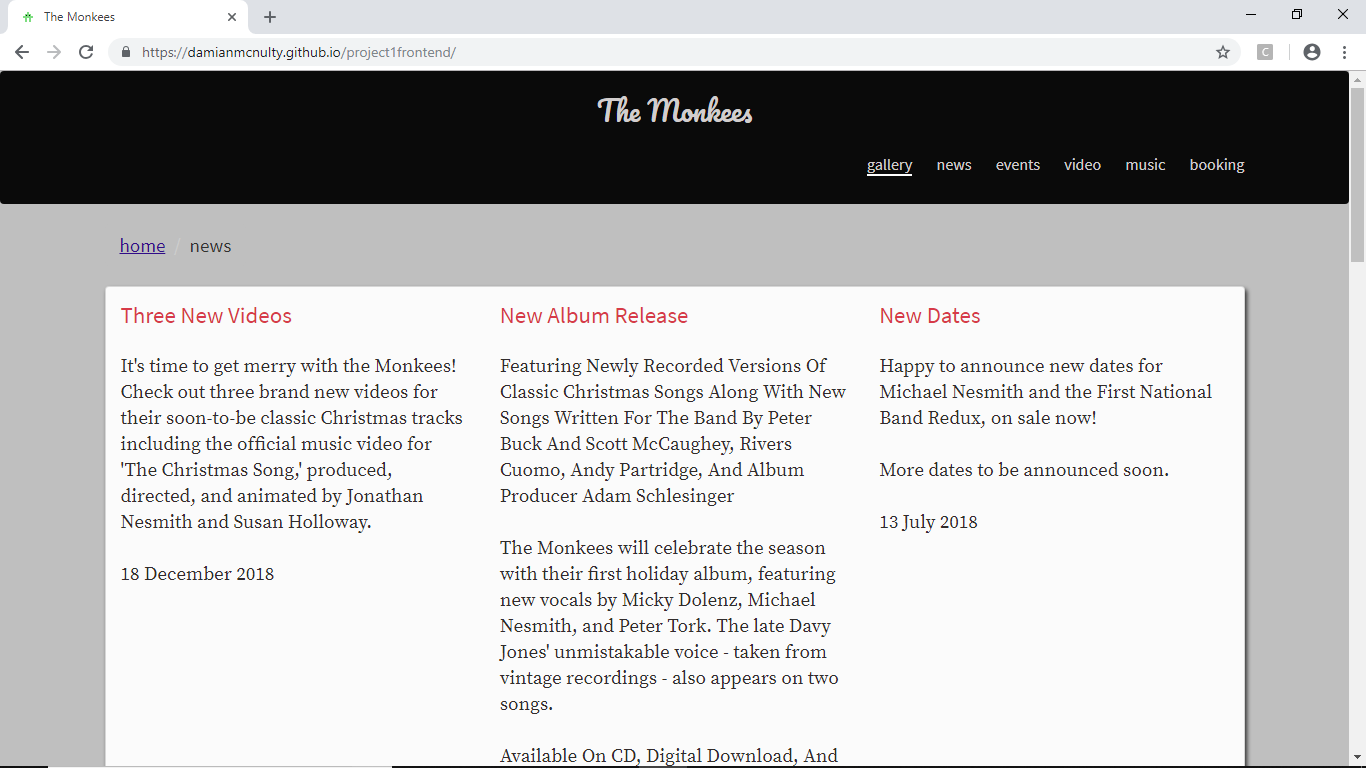 The Monkees
https://damianmcnulty.github.io/project1frontend/
C
The Monkees
gallery news events video music booking
home / news
Three New Videos
It's time to get merry with the Monkees!
Check out three brand new videos for
their soon-to-be classic Christmas tracks
including the official music video for
'The Christmas Song,' produced,
directed, and animated by Jonathan
Nesmith and Susan Holloway.
18 December 2018
New Album Release
Featuring Newly Recorded Versions Of
Classic Christmas Songs Along With New
Songs Written For The Band By Peter
Buck And Scott McCaughey, Rivers
Cuomo, Andy Partridge, And Album
Producer Adam Schlesinger
The Monkees will celebrate the season
with their first holiday album, featuring
new vocals by Micky Dolenz, Michael
Nesmith, and Peter Tork. The late Davy
Jones' unmistakable voice - taken from
vintage recordings - also appears on two
songs.
Available On CD, Digital Download, And
New Dates
Happy to announce new dates for
Michael Nesmith and the First National
Band Redux, on sale now!
More dates to be announced soon.
13 July 2018